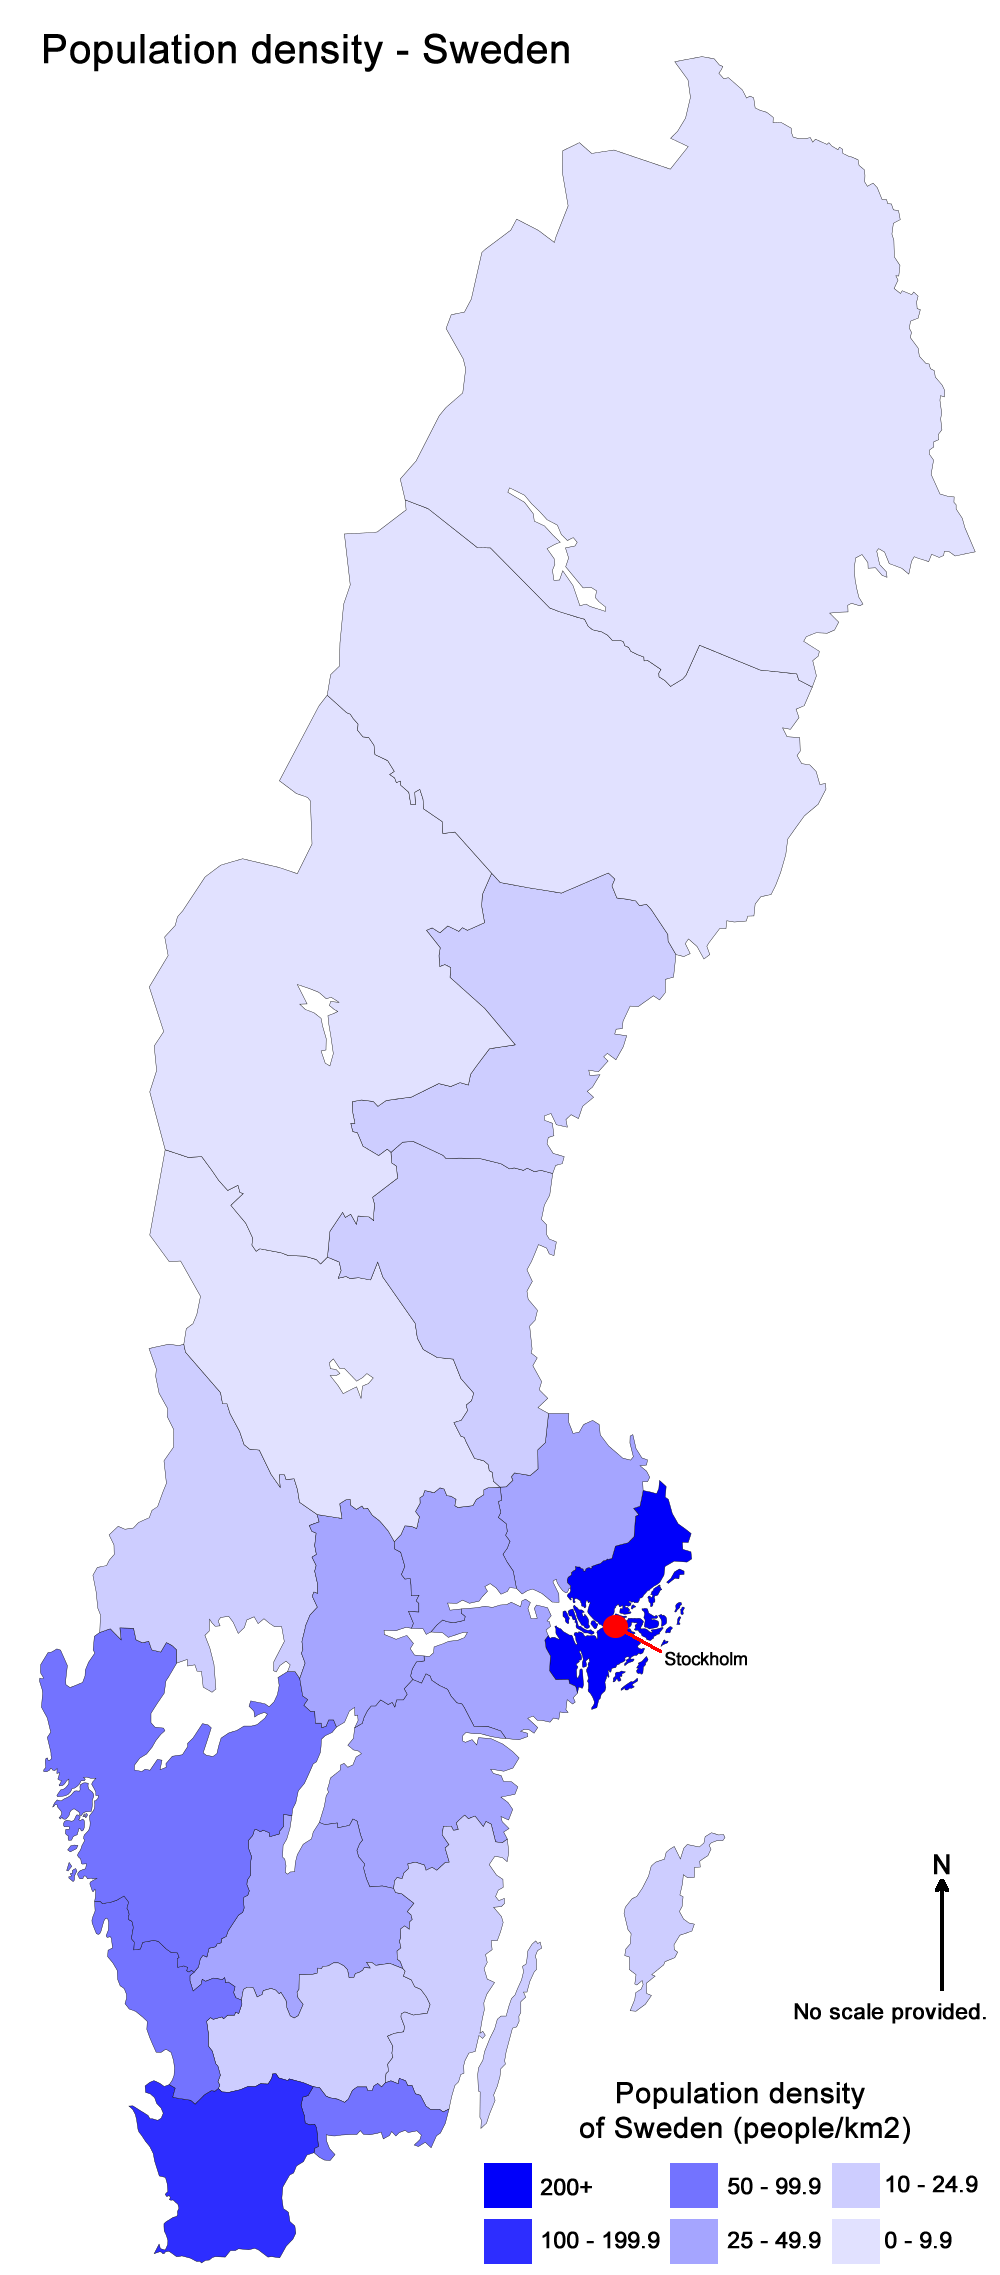 Population density - Sweden
Stockholm
N
No scale provided.
Population density
of Sweden (people/km2)
200+
50 - 99.9
10 - 24.9
100 - 199.9
25 - 49.9
0 - 9.9